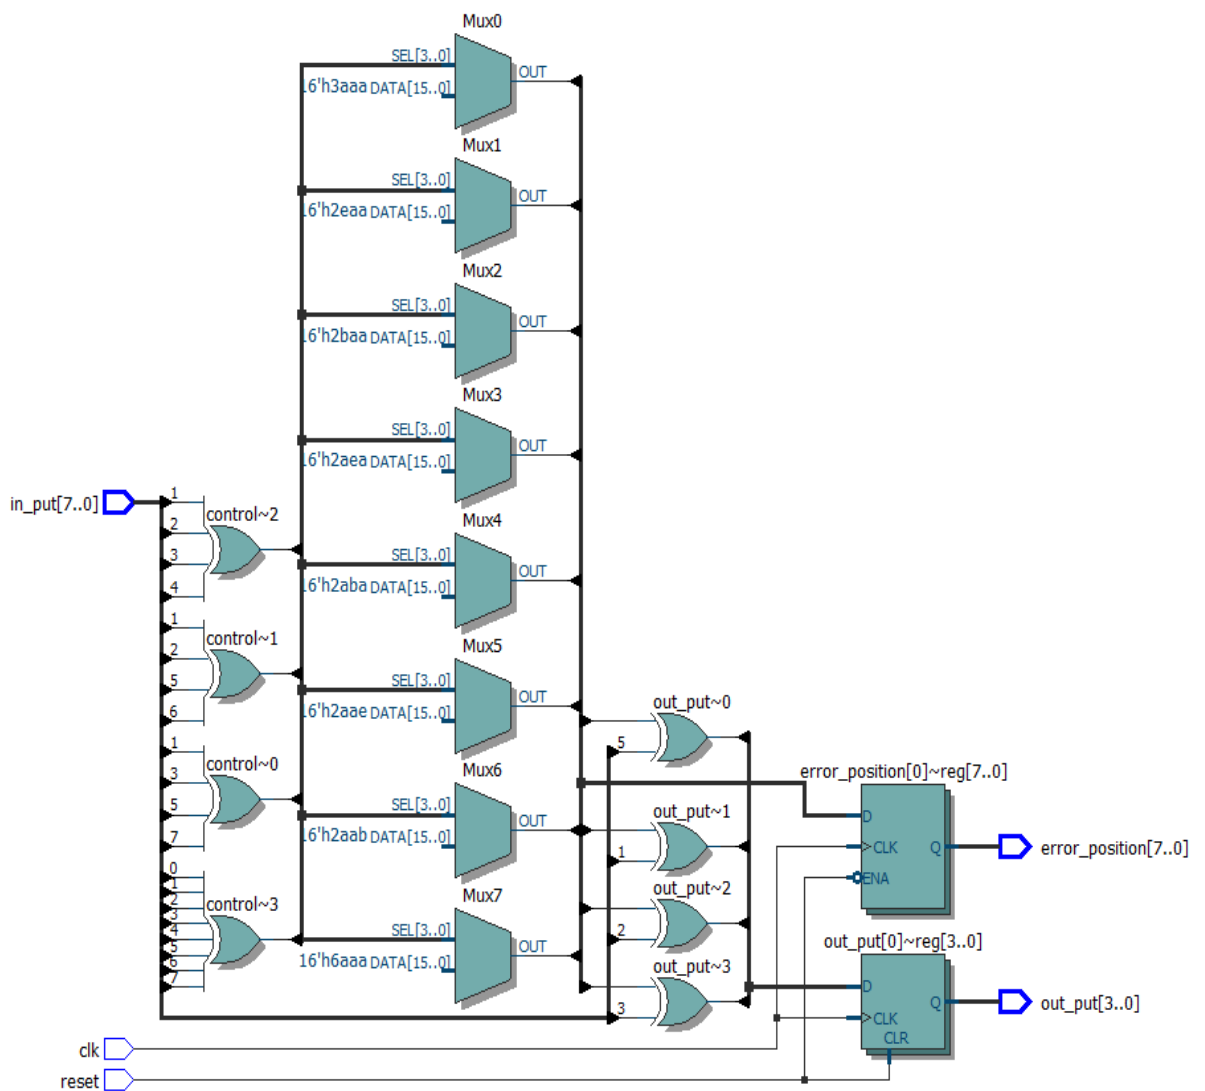 Mux0
SEL[3..0]
OUT
16'h3aaa DATA[15..0]
Mux1
SEL[3..0]
OUT
16'h2eaa DATA[15..0]
Mux2
SEL[3..0]
OUT
16'h2baa DATA[15..0]
Mux3
SEL[3..0]
OUT
16'h2aea DATA[15..0]
in_put[7..0]
1
control~2
2
3
4
Mux4
SEL[3..0]
OUT
16'h2aba DATA[15..0]
1
control~1
2
5
6
Mux5
SEL[3..0]
OUT
16'h2aae DATA[15..0]
1
control~0
3
5
7
Mux6
SEL[3..0]
OUT
16'h2aab DATA[15..0]
0
1
control~3
2
3
4
5
6
7
Mux7
SEL[3..0]
OUT
16'h6aaa DATA[15..0]
out_put~0
5
out_put~1
1
out_put~2
2
out_put~3
3
error_position[0]~reg[7..0]
D
CLK
Q
ENA
error_position[7..0]
out_put[0]~reg[3..0]
D
CLK
Q
CLR
out_put[3..0]
clk
reset